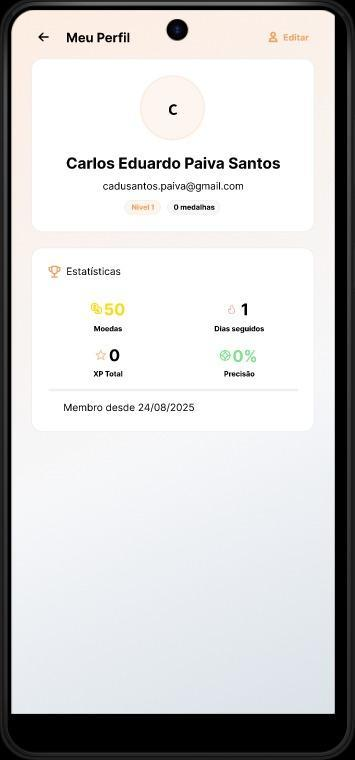 Meu Perfil
Editar
C
Carlos Eduardo Paiva Santos
cadusantos.paiva@gmail.com
Nível 1 0 medalhas
Estatísticas
50 1
Moedas Dias seguidos
0 0%
XP Total Precisão
Membro desde 24/08/2025